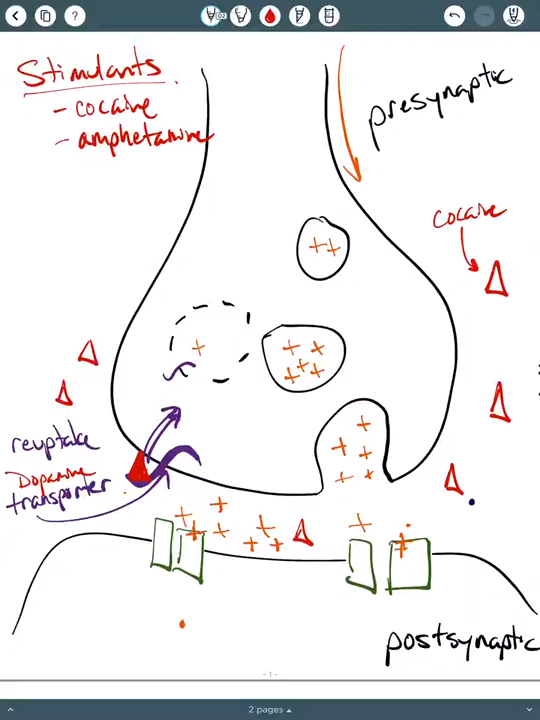 Stimulants
- cocaine
- amphetamine
presynaptic
cocaine
reuptake
Dopamine
transporter
postsynaptic
- 1 -
2 pages